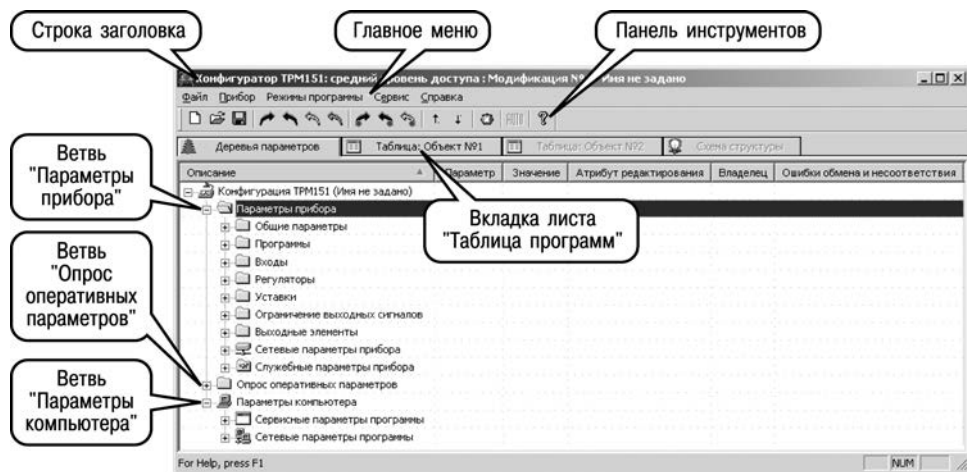 Строка заголовка
Главное меню
Панель инструментов
Конфигуратор ТРМ151: средний уровень доступа : Модификация Имя не задано
Файл Прибор Режимы программы Сервис Справка
Деревья параметров Таблица: Объект №1 Таблица: Объект №2 Схема структуры
Описание Параметр Значение Атрибут редактирования Владелец Ошибки обмена и несоответствия
Ветвь
"Параметры
прибора"
Конфигурация ТРМ151 (Имя не задано)
Параметры прибора
Общие параметры
Программы
Входы
Регуляторы
Уставки
Ограничение выходных сигналов
Выходные элементы
Сетевые параметры прибора
Служебные параметры прибора
Опрос оперативных параметров
Параметры компьютера
Сервисные параметры программы
Сетевые параметры программы
Вкладка листа
"Таблица программ"
Ветвь
"Опрос
оперативных
параметров"
Ветвь
"Параметры
компьютера"
For Help, press F1
NUM